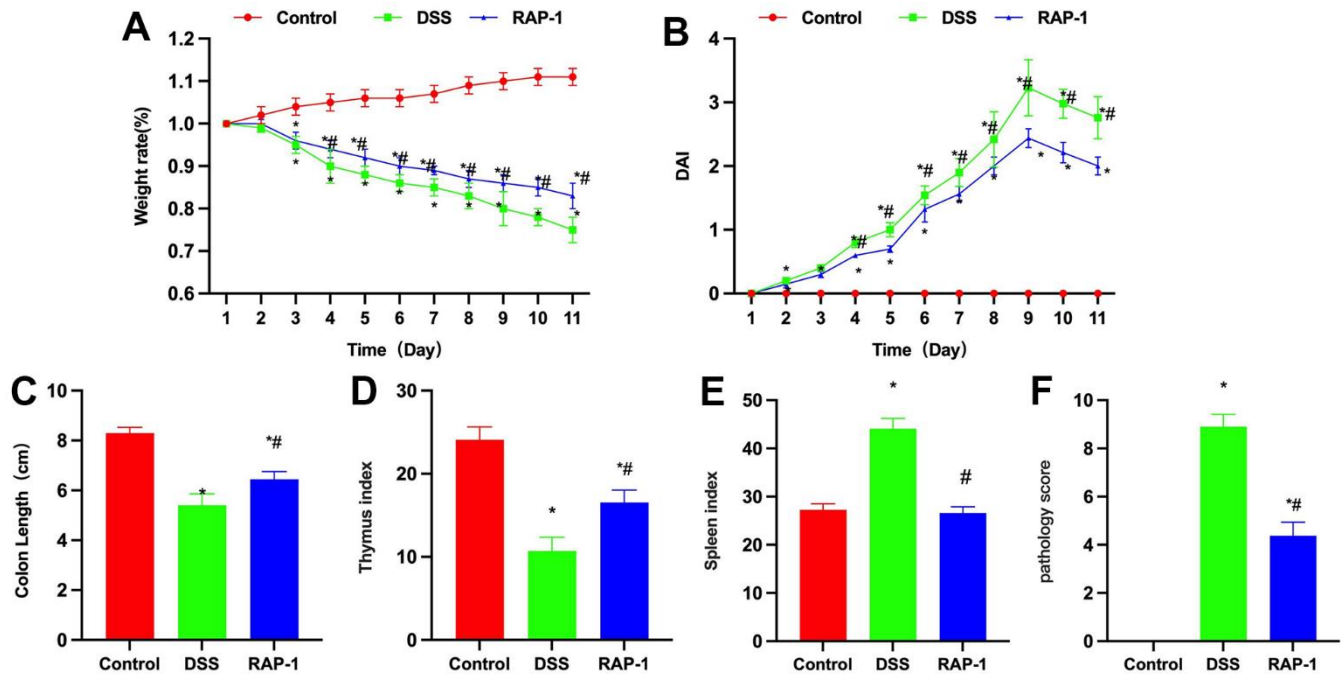 A
Control DSS RAP-1
Weight rate(%)
1.2
1.1
1.0
0.9
0.8
0.7
0.6
* *# *# *# *# *# *# *# *#
* * * * * * * * *
1 2 3 4 5 6 7 8 9 10 11
Time（Day）
B
Control DSS RAP-1
DAI
4
3
2
1
0
* * *# *# *# *# *# *# *# *#
* * * * * * * * *
1 2 3 4 5 6 7 8 9 10 11
Time（Day）
C
Colon Length（cm）
10
8
6
4
2
0
* *#
Control DSS RAP-1
D
Thymus index
30
20
10
0
* *#
Control DSS RAP-1
E
Spleen index
50
40
30
20
10
0
* #
Control DSS RAP-1
F
pathology score
10
8
6
4
2
0
* *#
Control DSS RAP-1